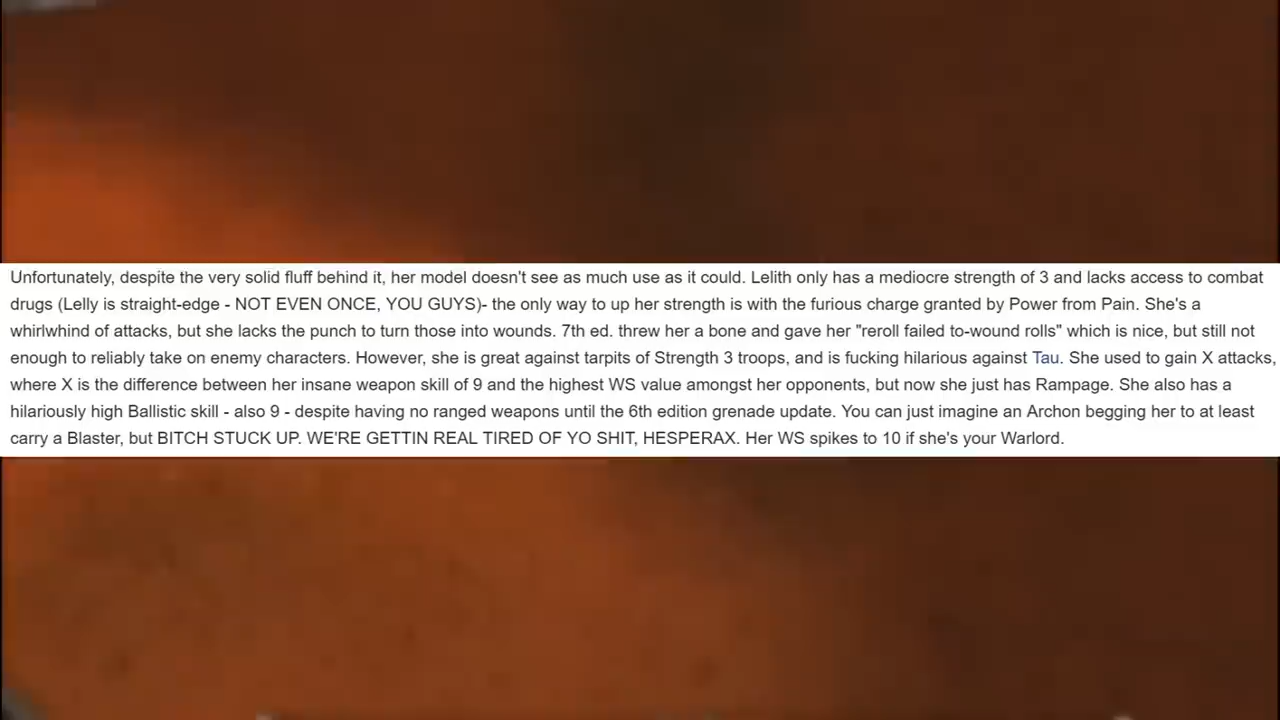 Unfortunately, despite the very solid fluff behind it, her model doesn't see as much use as it could. Lelith only has a mediocre strength of 3 and lacks access to combat
drugs (Lelly is straight-edge - NOT EVEN ONCE, YOU GUYS)- the only way to up her strength is with the furious charge granted by Power from Pain. She's a
whirlwhind of attacks, but she lacks the punch to turn those into wounds. 7th ed. threw her a bone and gave her "reroll failed to-wound rolls" which is nice, but still not
enough to reliably take on enemy characters. However, she is great against tarpits of Strength 3 troops, and is fucking hilarious against Tau. She used to gain X attacks,
where X is the difference between her insane weapon skill of 9 and the highest WS value amongst her opponents, but now she just has Rampage. She also has a
hilariously high Ballistic skill - also 9 - despite having no ranged weapons until the 6th edition grenade update. You can just imagine an Archon begging her to at least
carry a Blaster, but BITCH STUCK UP. WE'RE GETTIN REAL TIRED OF YO SHIT, HESPERAX. Her WS spikes to 10 if she's your Warlord.